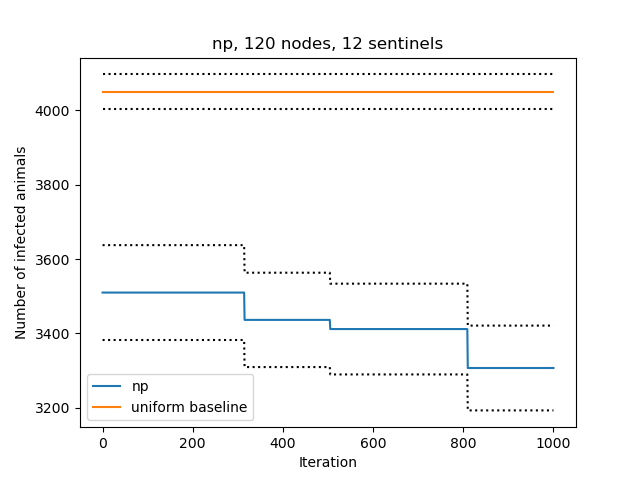 np, 120 nodes, 12 sentinels
Number of infected animals
4000
3800
3600
3400
3200
np
uniform baseline
0
200
400
600
800
1000
Iteration